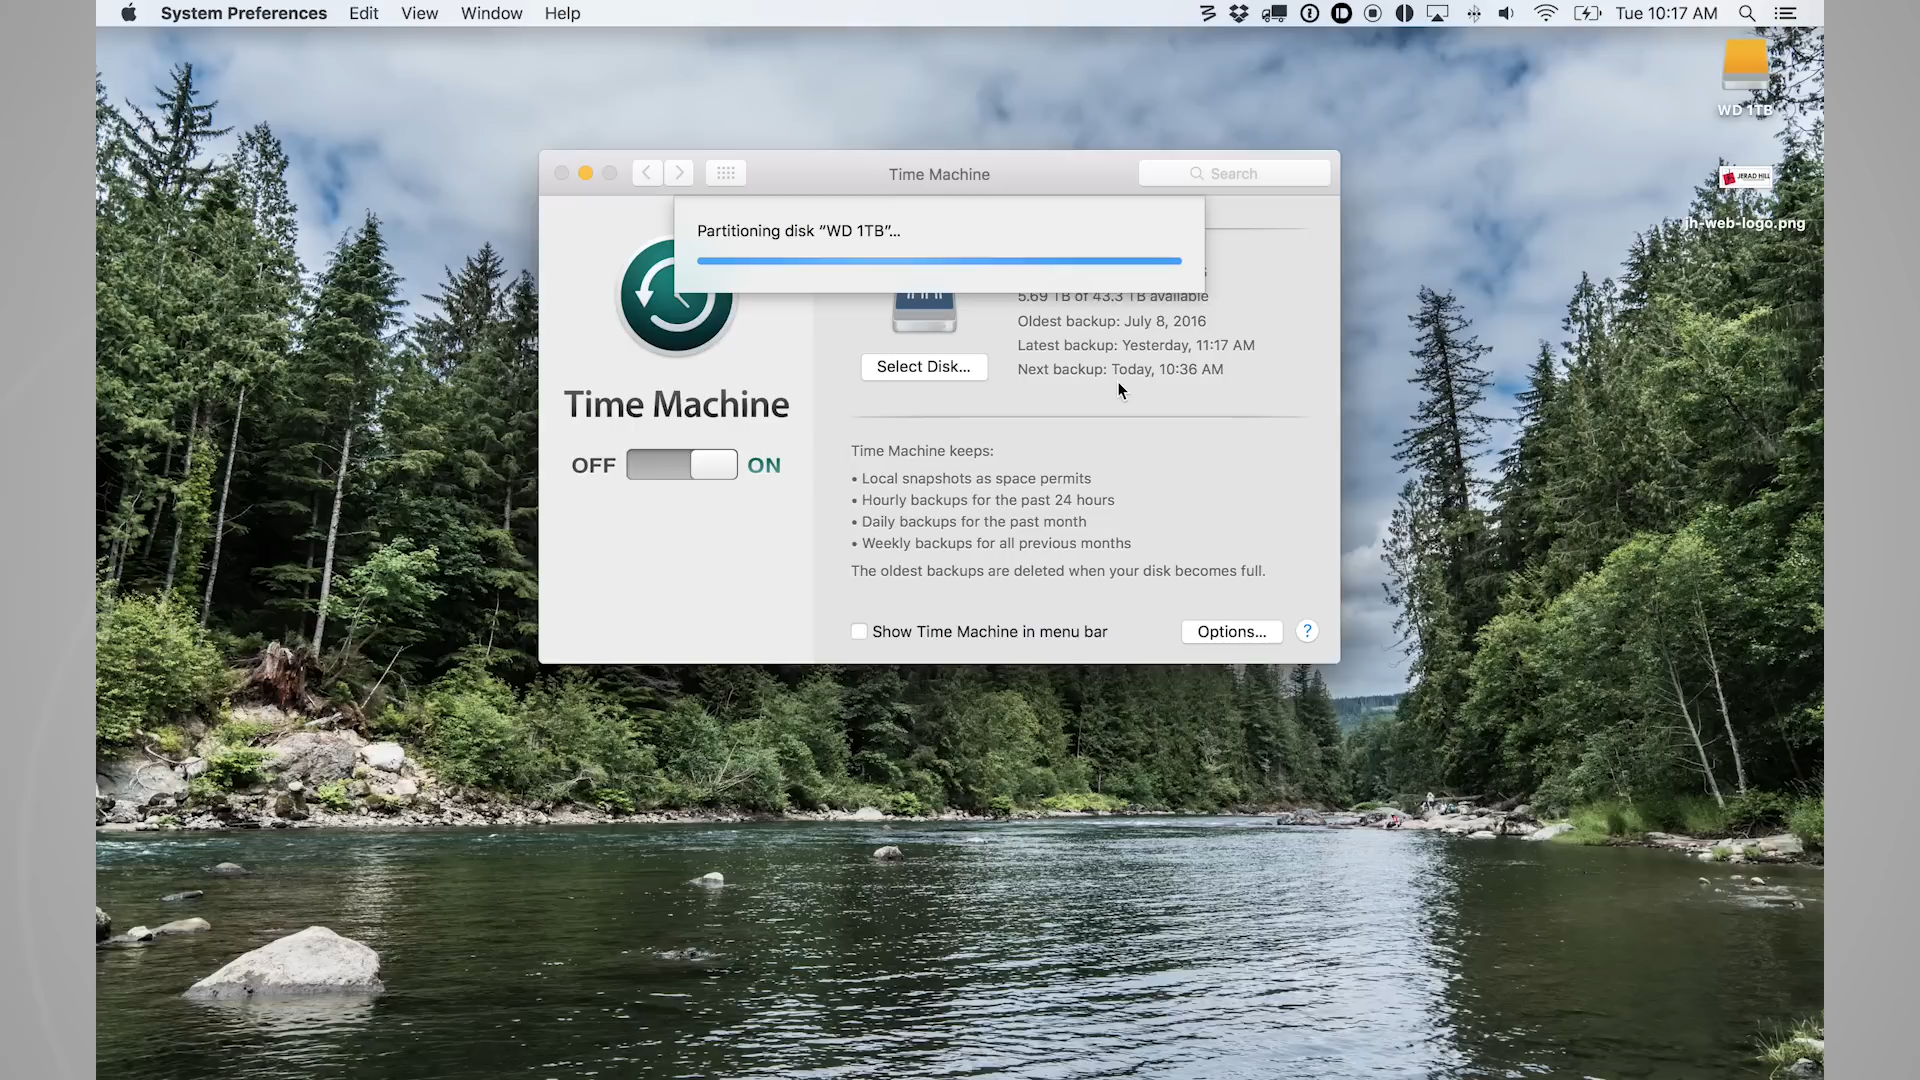 System Preferences Edit View Window Help
Tue 10:17 AM
WD 1TB
JERAD HILL
jh-web-logo.png
Time Machine
Search
Partitioning disk “WD 1TB”...
5.69 TB of 43.3 TB available
Oldest backup: July 8, 2016
Latest backup: Yesterday, 11:17 AM
Next backup: Today, 10:36 AM
Select Disk...
Time Machine
OFF ON
Time Machine keeps:
• Local snapshots as space permits
• Hourly backups for the past 24 hours
• Daily backups for the past month
• Weekly backups for all previous months
The oldest backups are deleted when your disk becomes full.
Show Time Machine in menu bar
Options...
?